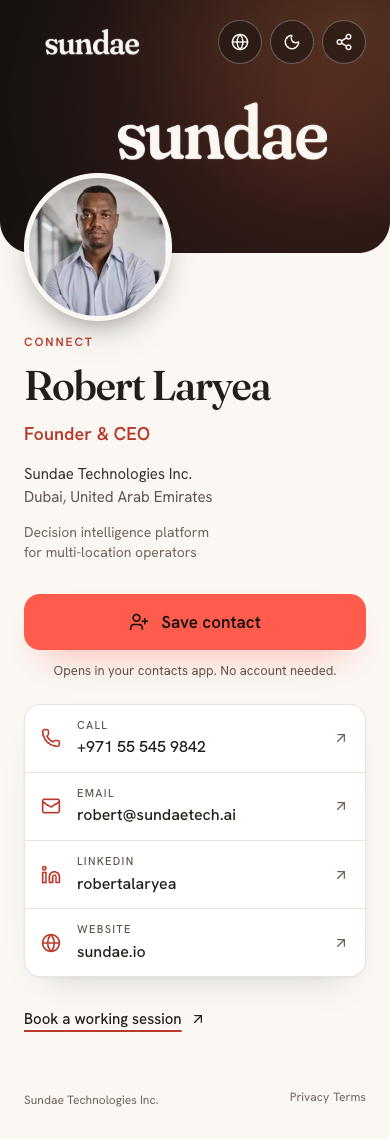 sundae
sundae
CONNECT
Robert Laryea
Founder & CEO
Sundae Technologies Inc.
Dubai, United Arab Emirates
Decision intelligence platform
for multi-location operators
Save contact
Opens in your contacts app. No account needed.
CALL
+971 55 545 9842
EMAIL
robert@sundaetech.ai
LINKEDIN
robertalaryea
WEBSITE
sundae.io
Book a working session
Sundae Technologies Inc.
Privacy Terms